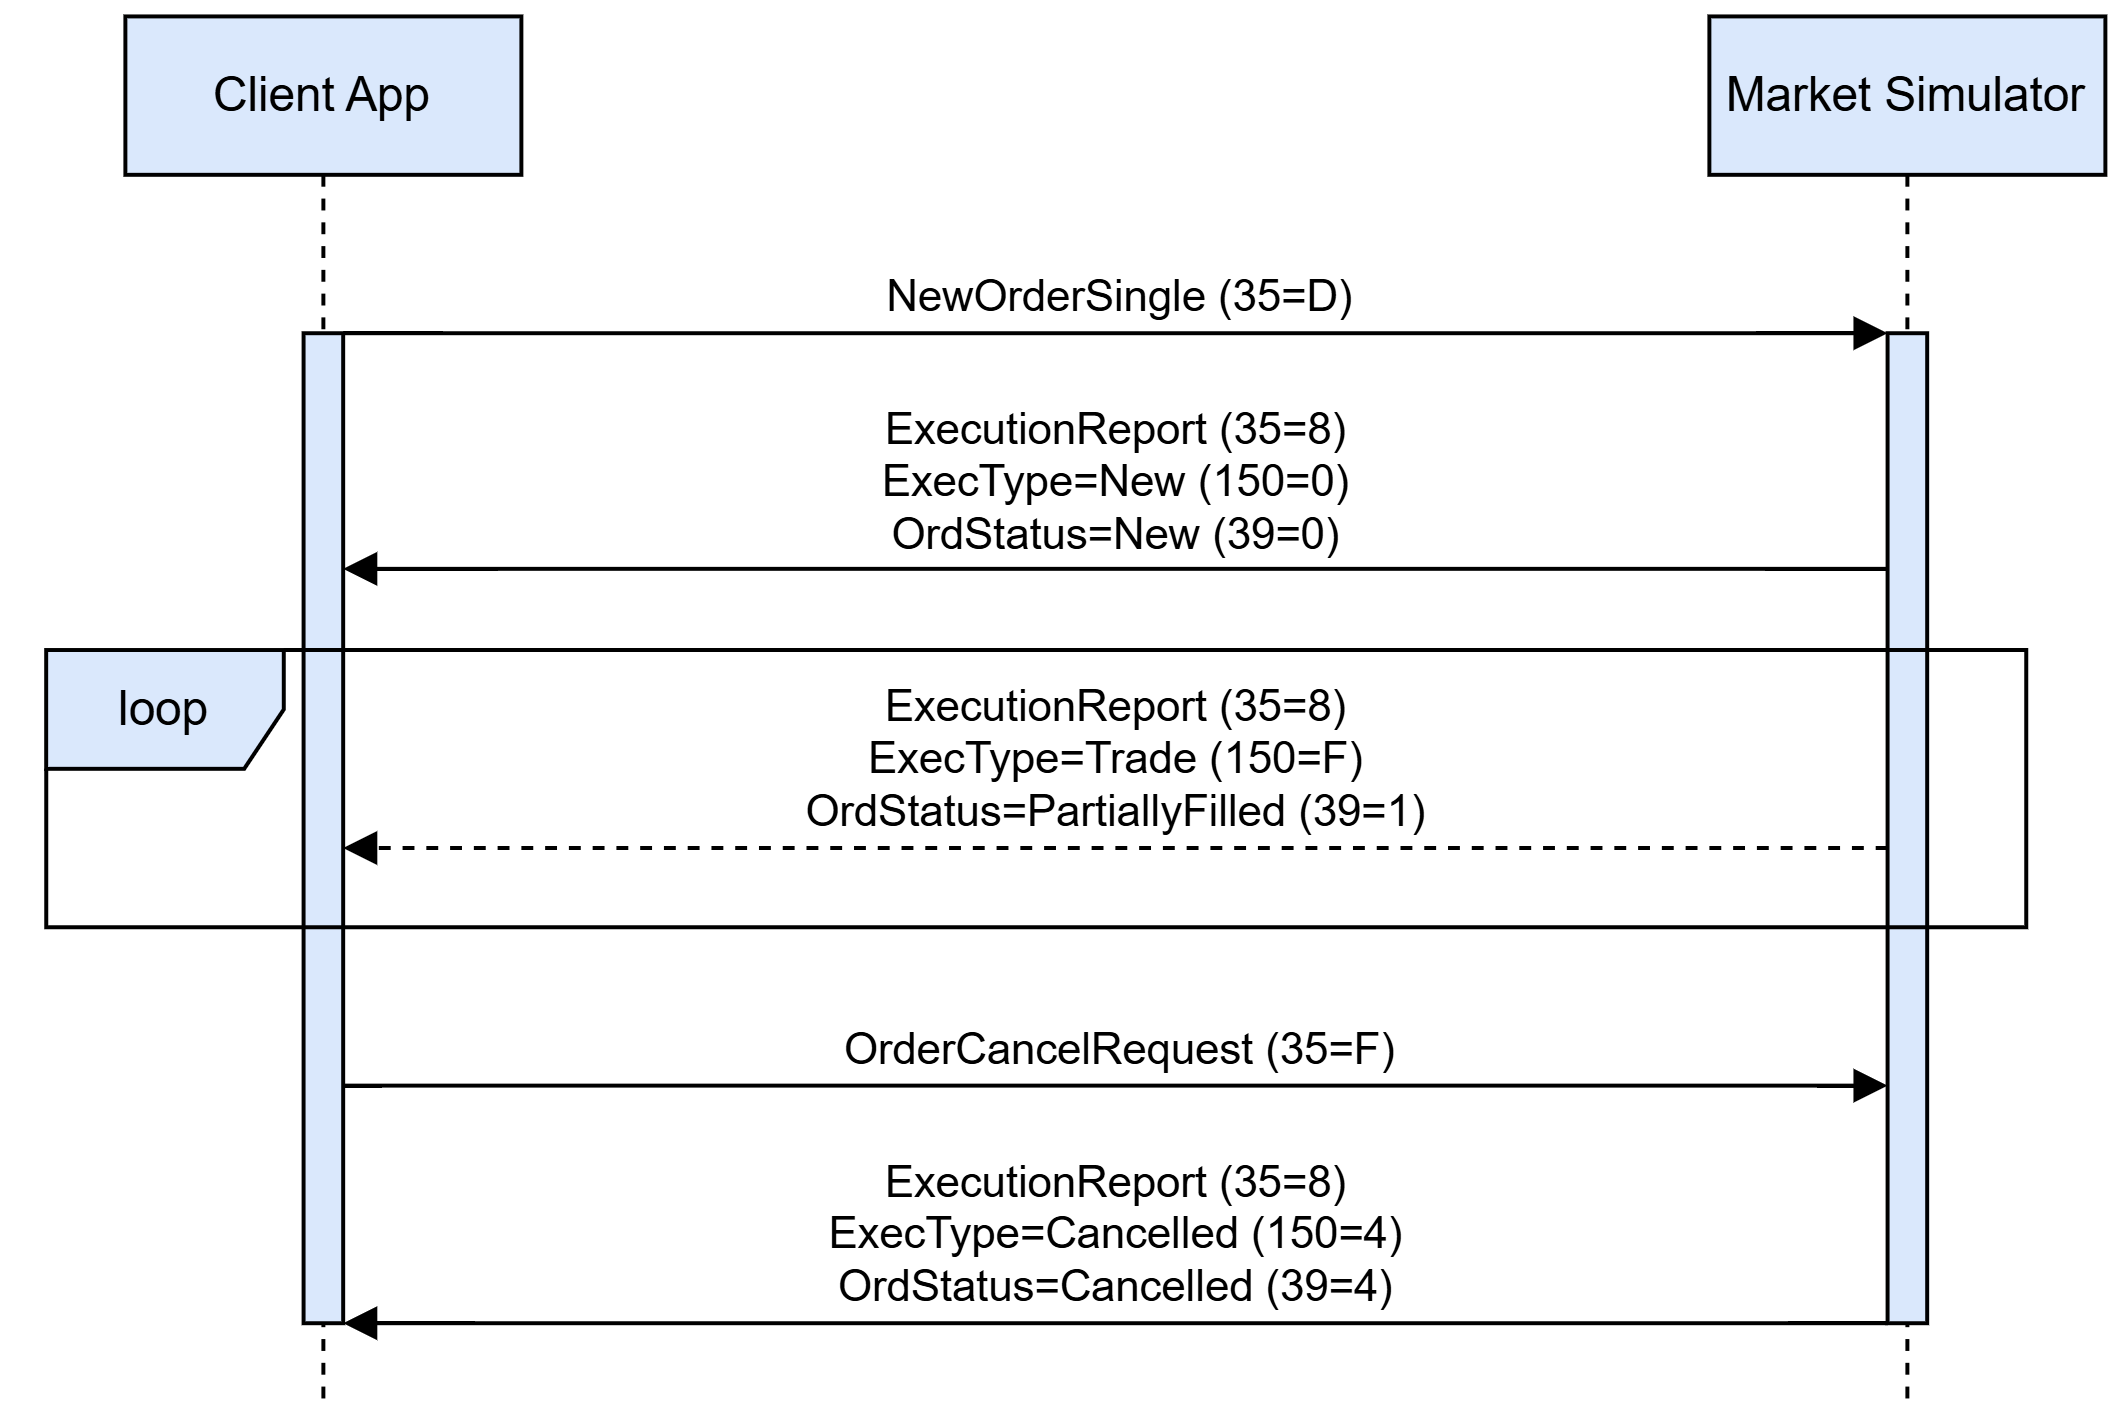 Client App
Market Simulator
NewOrderSingle (35=D)
ExecutionReport (35=8)
ExecType=New (150=0)
OrdStatus=New (39=0)
loop
ExecutionReport (35=8)
ExecType=Trade (150=F)
OrdStatus=PartiallyFilled (39=1)
OrderCancelRequest (35=F)
ExecutionReport (35=8)
ExecType=Cancelled (150=4)
OrdStatus=Cancelled (39=4)